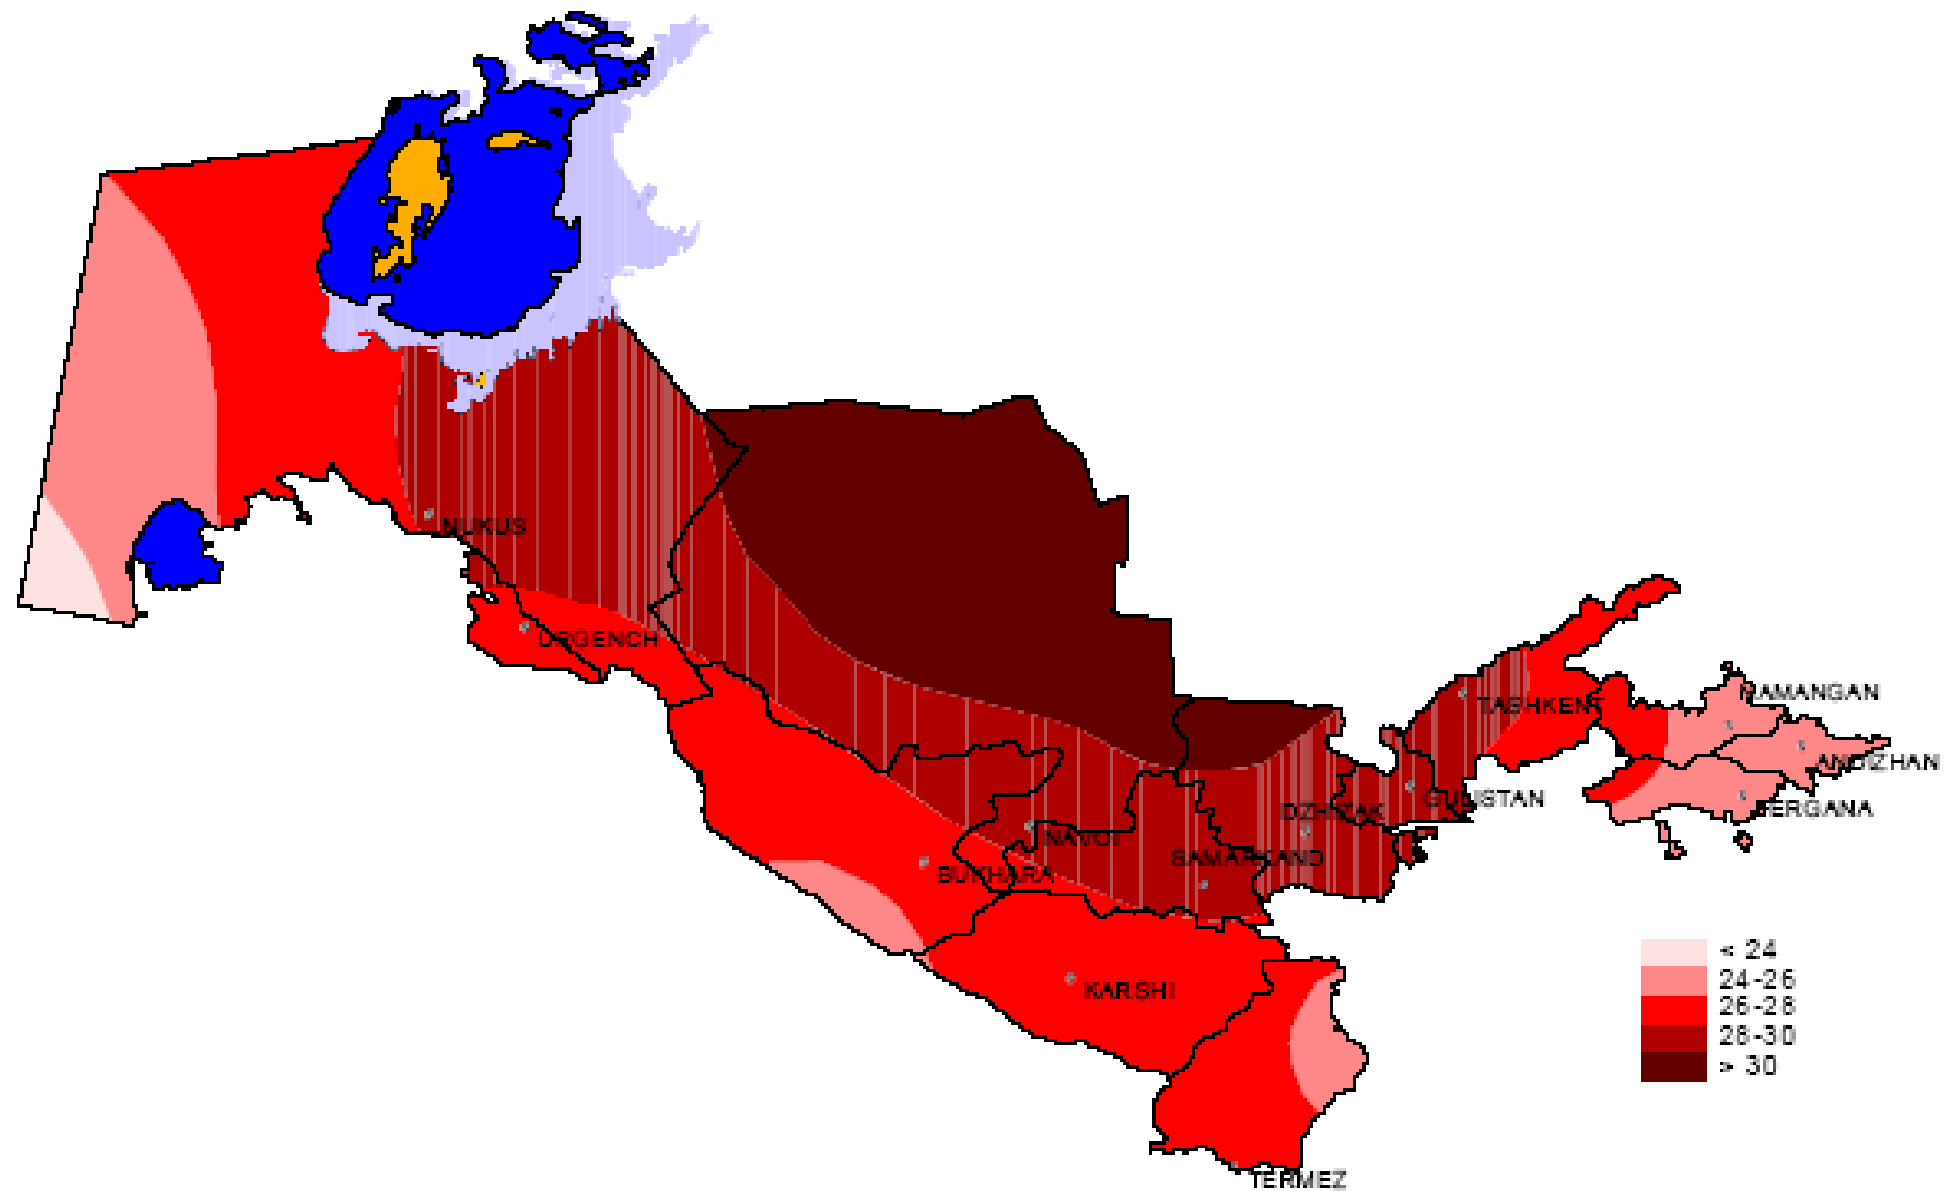 NUKUS
URGENCH
TASHKENT
NAMANGAN
ANDIZHAN
FERGANA
GULISTAN
DZHIZAK
NAVOI
SAMARKAND
BUKHARA
KARSHI
TERMEZ
< 24
24-26
26-28
28-30
> 30